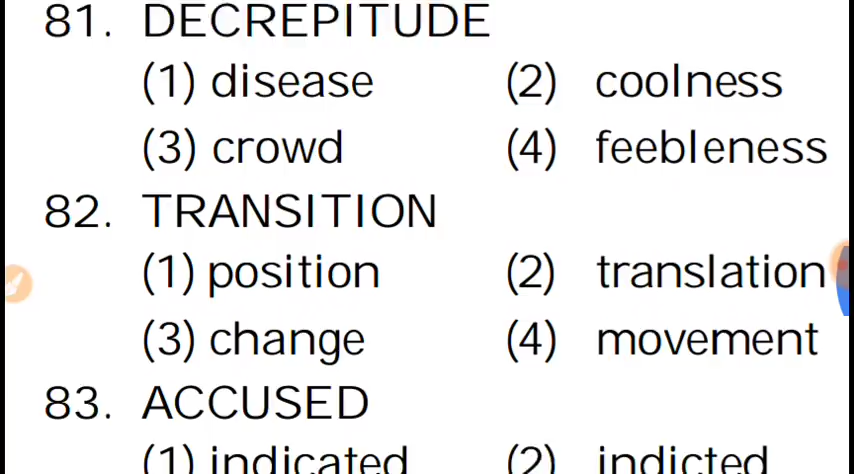 81. DECREPITUDE
(1) disease (2) coolness
(3) crowd (4) feebleness
82. TRANSITION
(1) position (2) translation
(3) change (4) movement
83. ACCUSED
(1) indicated (2) indicted